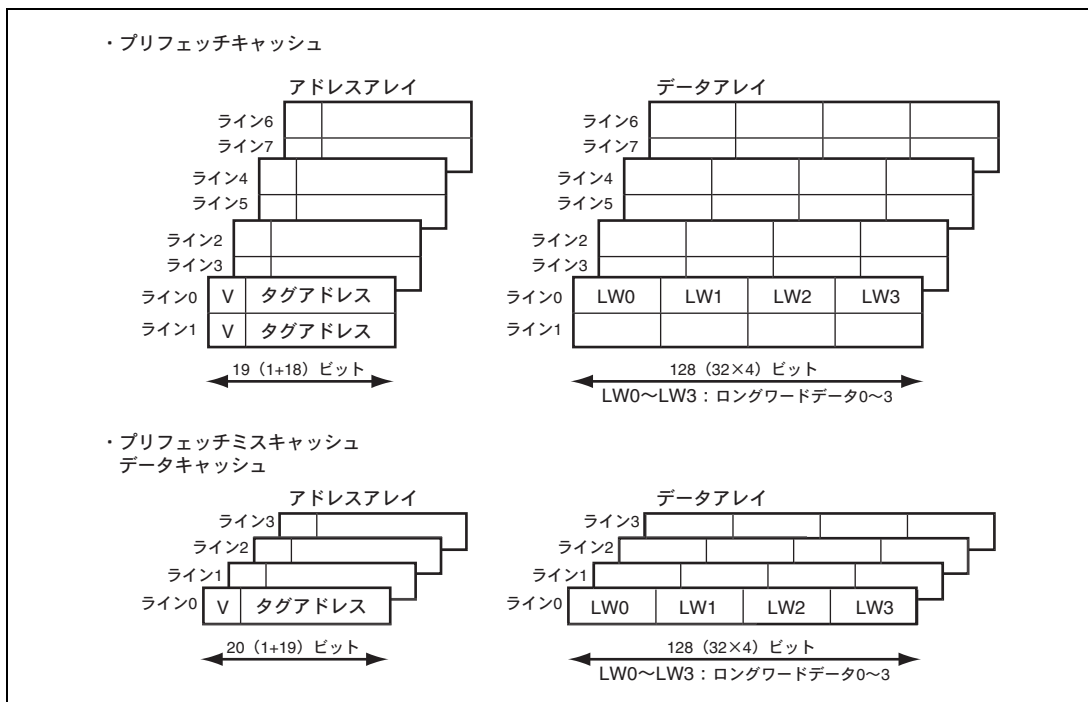 ・プリフェッチキャッシュ
アドレスアレイ
データアレイ
ライン6
ライン7
ライン4
ライン5
ライン2
ライン3
ライン0 V タグアドレス
ライン1 V タグアドレス
19（1+18）ビット
ライン6
ライン7
ライン4
ライン5
ライン2
ライン3
ライン0 LW0 LW1 LW2 LW3
ライン1
128（32×4）ビット
LW0～LW3：ロングワードデータ0～3
・プリフェッチミスキャッシュ
データキャッシュ
アドレスアレイ
データアレイ
ライン3
ライン2
ライン1
ライン0 V タグアドレス
20（1+19）ビット
ライン3
ライン2
ライン1
ライン0 LW0 LW1 LW2 LW3
128（32×4）ビット
LW0～LW3：ロングワードデータ0～3